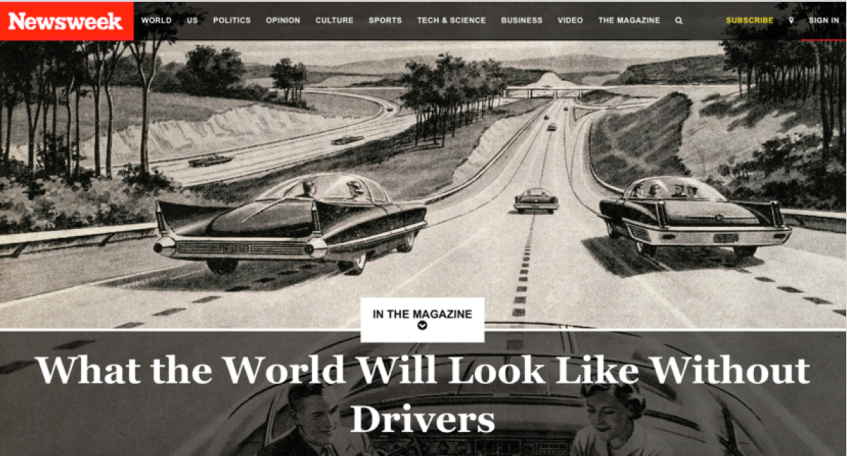 Newsweek WORLD US POLITICS OPINION CULTURE SPORTS TECH & SCIENCE BUSINESS VIDEO THE MAGAZINE SUBSCRIBE SIGN IN
IN THE MAGAZINE
What the World Will Look Like Without
Drivers